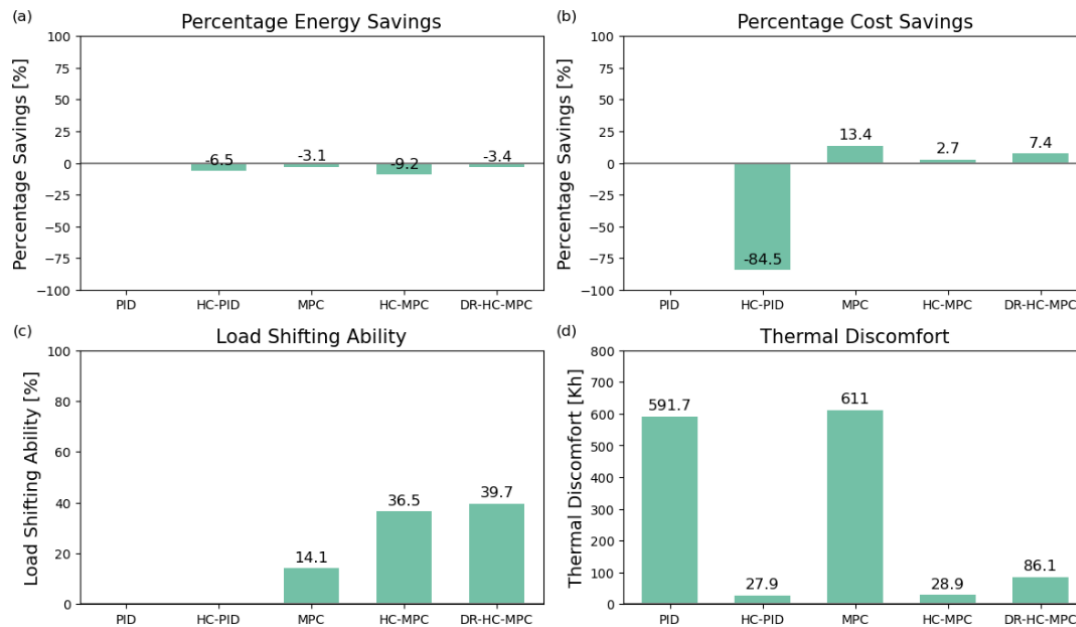 (a)
Percentage Energy Savings
Percentage Savings [%]
100
75
50
25
0
−25
−50
−75
−100
-6.5
-3.1
-9.2
-3.4
PID
HC-PID
MPC
HC-MPC
DR-HC-MPC
(b)
Percentage Cost Savings
Percentage Savings [%]
100
75
50
25
0
−25
−50
−75
−100
-84.5
13.4
2.7
7.4
PID
HC-PID
MPC
HC-MPC
DR-HC-MPC
(c)
Load Shifting Ability
Load Shifting Ability [%]
100
80
60
40
20
0
14.1
36.5
39.7
PID
HC-PID
MPC
HC-MPC
DR-HC-MPC
(d)
Thermal Discomfort
Thermal Discomfort [Kh]
800
700
600
500
400
300
200
100
0
591.7
27.9
611
28.9
86.1
PID
HC-PID
MPC
HC-MPC
DR-HC-MPC